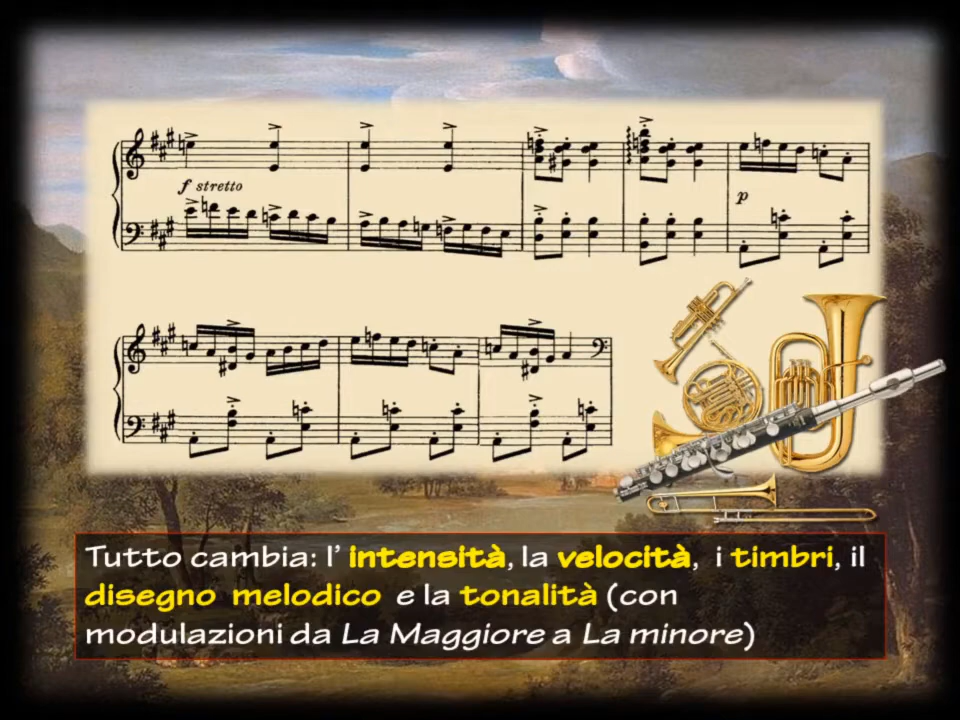 f stretto
p
Tutto cambia: l' intensità, la velocità, i timbri, il
disegno melodico e la tonalità (con
modulazioni da La Maggiore a La minore)